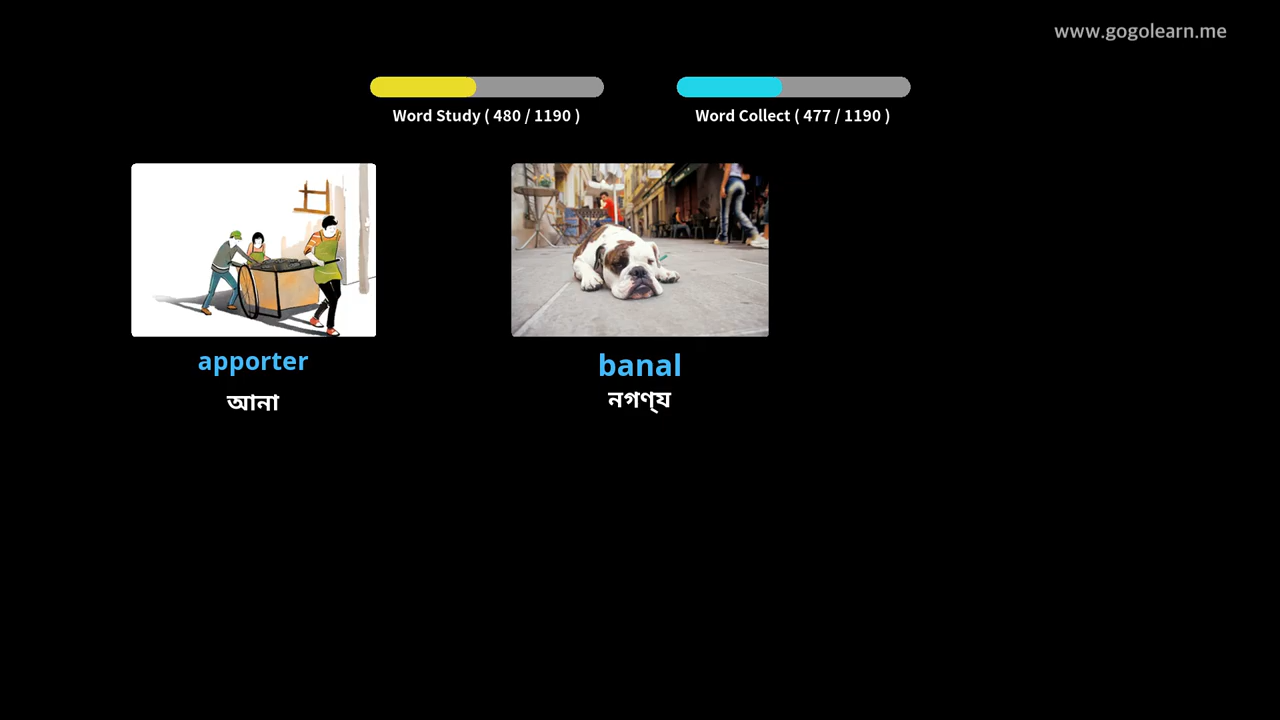 www.gogolearn.me
Word Study ( 480 / 1190 )
Word Collect ( 477 / 1190 )
apporter
banal
আনা
নগণ্য